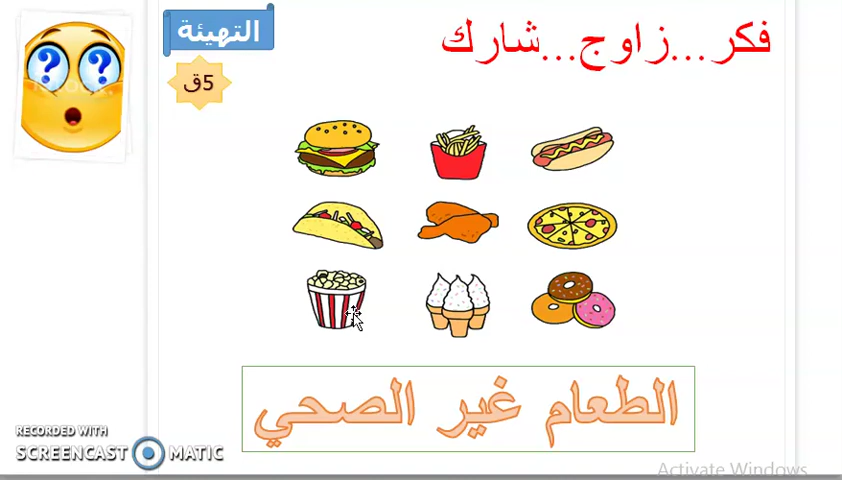 التهيئة
فكر...زاوج...شارك
5ق
? ?
الطعام غير الصحي
RECORDED WITH
SCREENCAST MATIC
Activate Windows